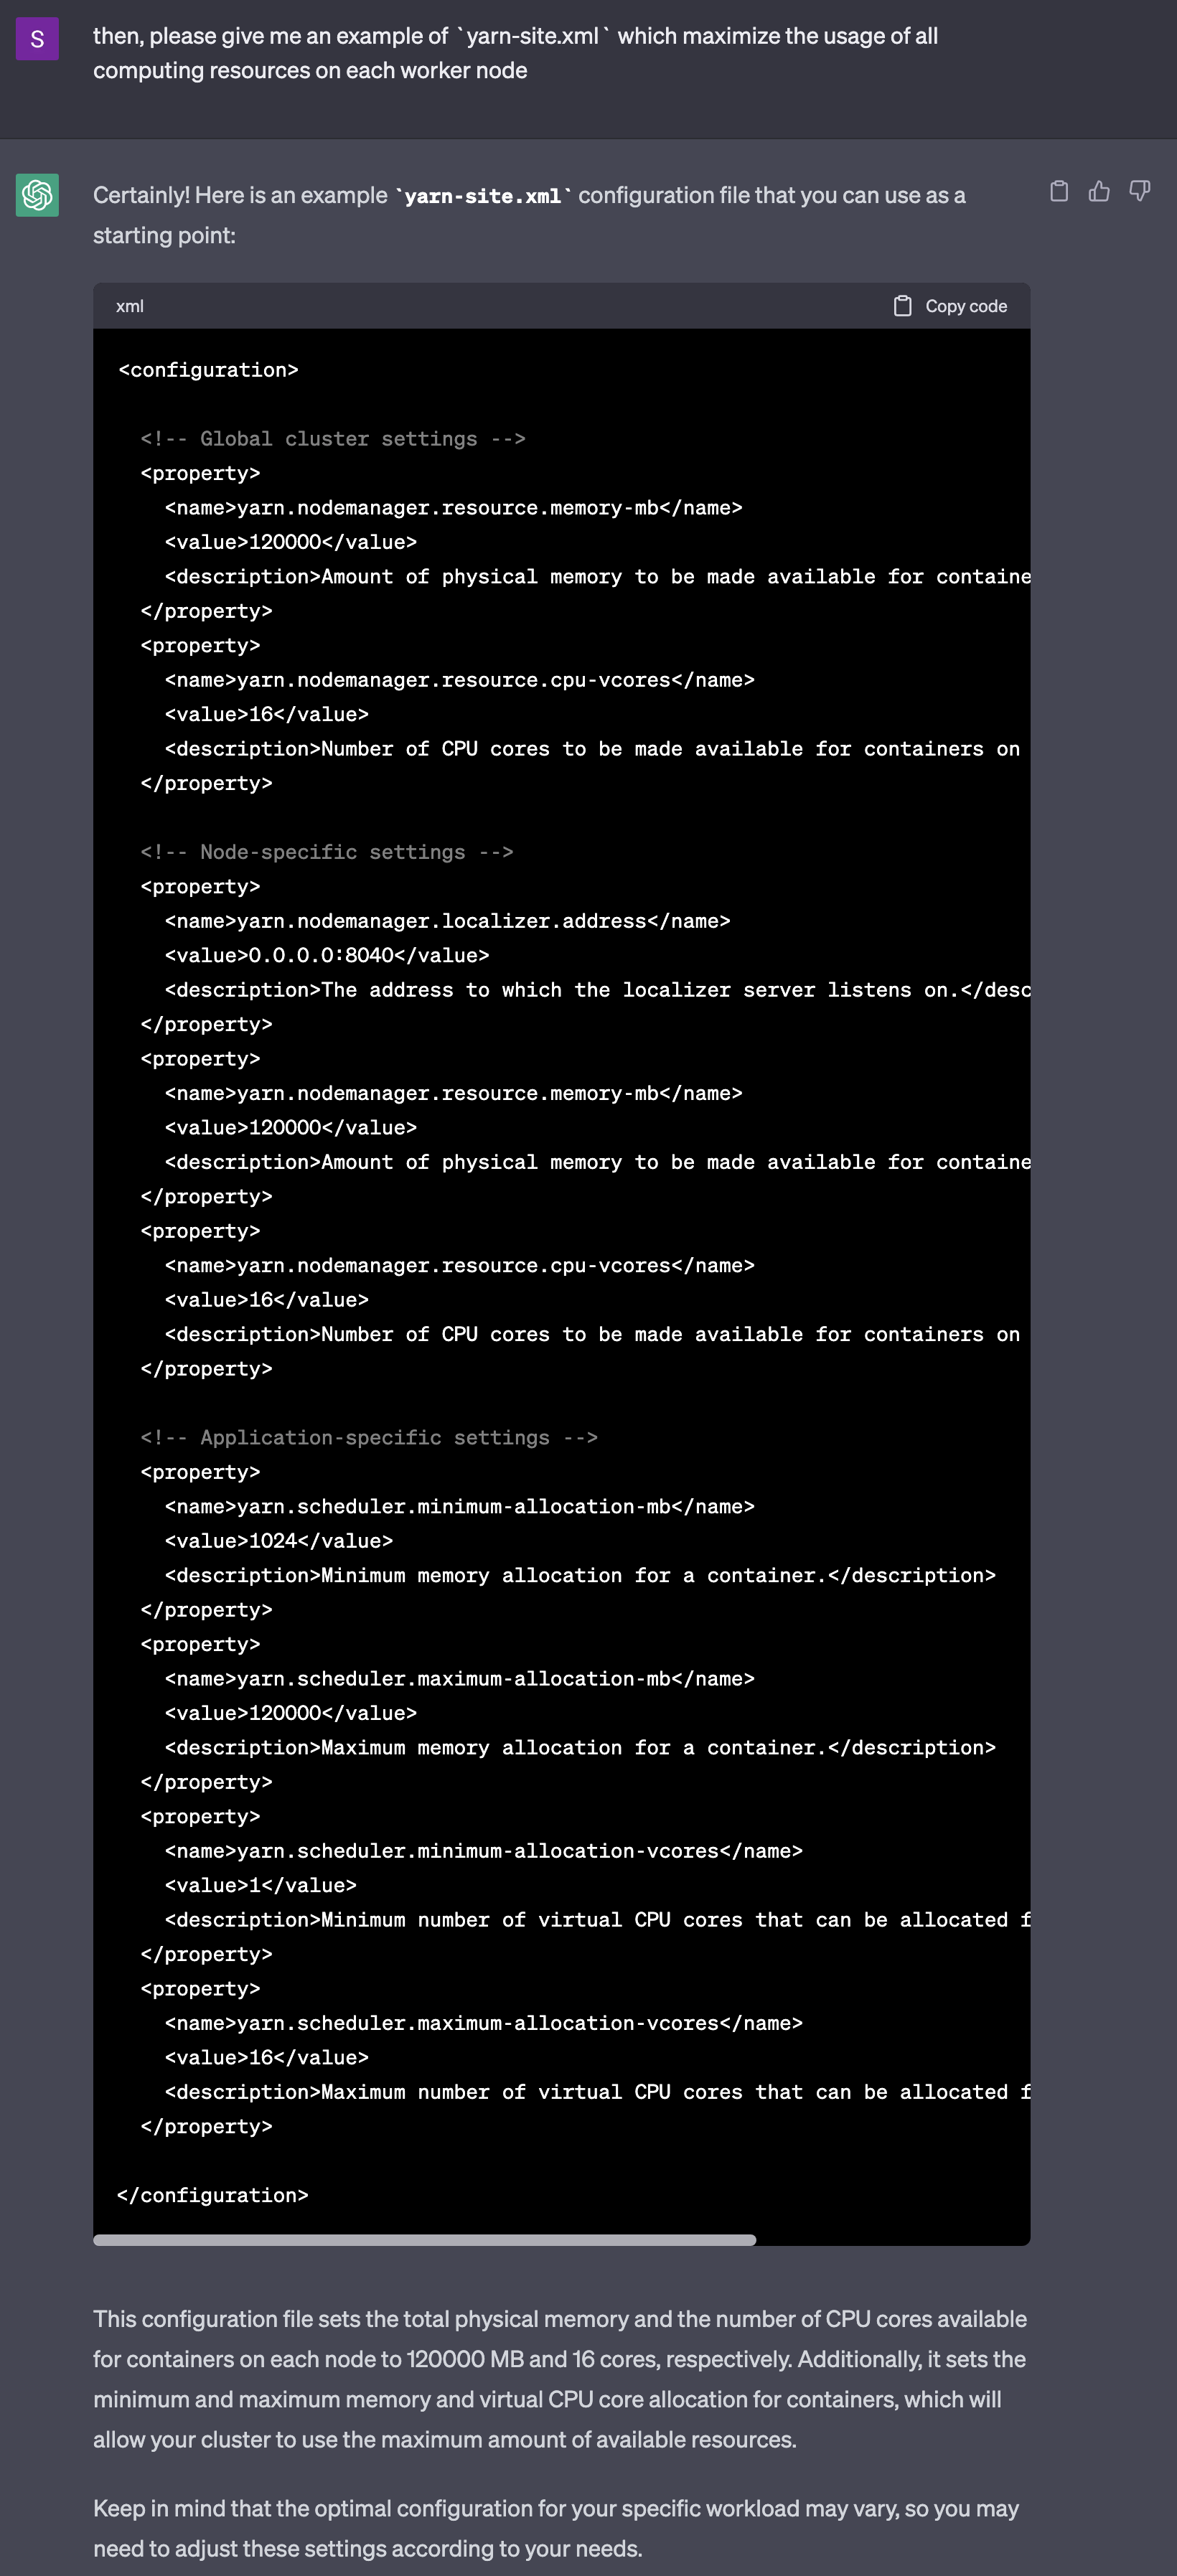 S
then, please give me an example of `yarn-site.xml` which maximize the usage of all
computing resources on each worker node
Certainly! Here is an example `yarn-site.xml` configuration file that you can use as a
starting point:
xml
Copy code
<configuration>
<!-- Global cluster settings -->
<property>
<name>yarn.nodemanager.resource.memory-mb</name>
<value>120000</value>
<description>Amount of physical memory to be made available for containe
</property>
<property>
<name>yarn.nodemanager.resource.cpu-vcores</name>
<value>16</value>
<description>Number of CPU cores to be made available for containers on
</property>
<!-- Node-specific settings -->
<property>
<name>yarn.nodemanager.localizer.address</name>
<value>0.0.0.0:8040</value>
<description>The address to which the localizer server listens on.</desc
</property>
<property>
<name>yarn.nodemanager.resource.memory-mb</name>
<value>120000</value>
<description>Amount of physical memory to be made available for containe
</property>
<property>
<name>yarn.nodemanager.resource.cpu-vcores</name>
<value>16</value>
<description>Number of CPU cores to be made available for containers on
</property>
<!-- Application-specific settings -->
<property>
<name>yarn.scheduler.minimum-allocation-mb</name>
<value>1024</value>
<description>Minimum memory allocation for a container.</description>
</property>
<property>
<name>yarn.scheduler.maximum-allocation-mb</name>
<value>120000</value>
<description>Maximum memory allocation for a container.</description>
</property>
<property>
<name>yarn.scheduler.minimum-allocation-vcores</name>
<value>1</value>
<description>Minimum number of virtual CPU cores that can be allocated f
</property>
<property>
<name>yarn.scheduler.maximum-allocation-vcores</name>
<value>16</value>
<description>Maximum number of virtual CPU cores that can be allocated f
</property>
</configuration>
This configuration file sets the total physical memory and the number of CPU cores available
for containers on each node to 120000 MB and 16 cores, respectively. Additionally, it sets the
minimum and maximum memory and virtual CPU core allocation for containers, which will
allow your cluster to use the maximum amount of available resources.
Keep in mind that the optimal configuration for your specific workload may vary, so you may
need to adjust these settings according to your needs.